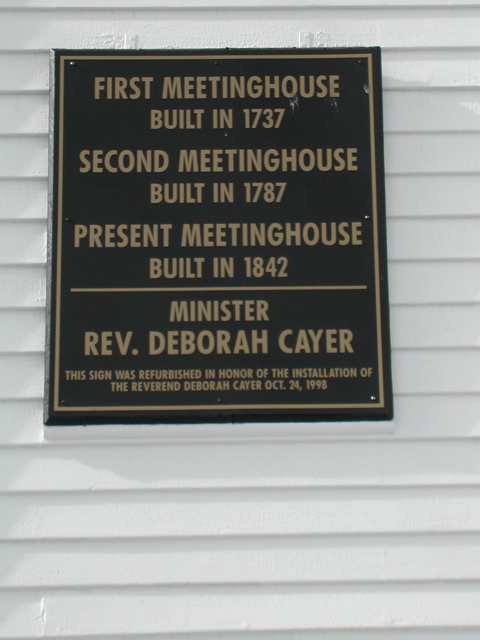 FIRST MEETINGHOUSE
BUILT IN 1737
SECOND MEETINGHOUSE
BUILT IN 1787
PRESENT MEETINGHOUSE
BUILT IN 1842
MINISTER
REV. DEBORAH CAYER
THIS SIGN WAS REFURBISHED IN HONOR OF THE INSTALLATION OF
THE REVEREND DEBORAH CAYER OCT. 24, 1998